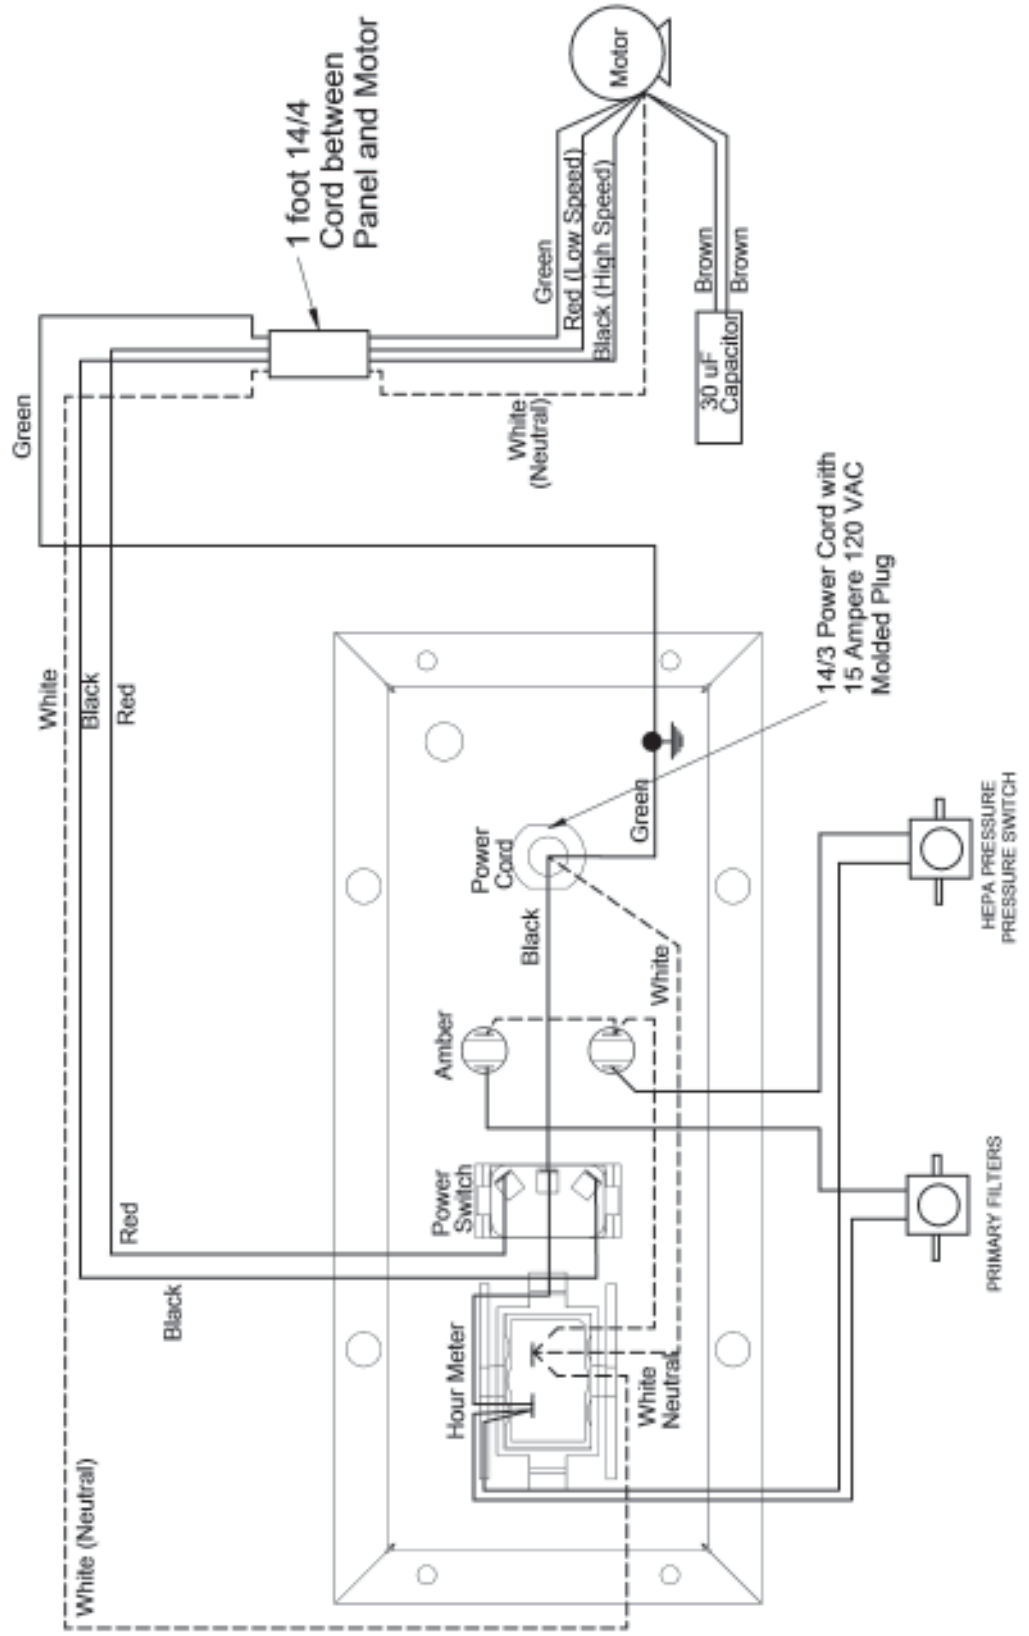 1 foot 14/4
Cord between
Panel and Motor
Motor
Green
Red (Low Speed)
Black (High Speed)
White
(Neutral)
Brown
Brown
30 uF
Capacitor
Green
White
Black
Red
14/3 Power Cord with
15 Ampere 120 VAC
Molded Plug
Power
Cord
Green
Black
White
Amber
Power
Switch
Red
Black
Hour Meter
White
Neutral
White (Neutral)
HEPA PRESSURE
PRESSURE SWITCH
PRIMARY FILTERS